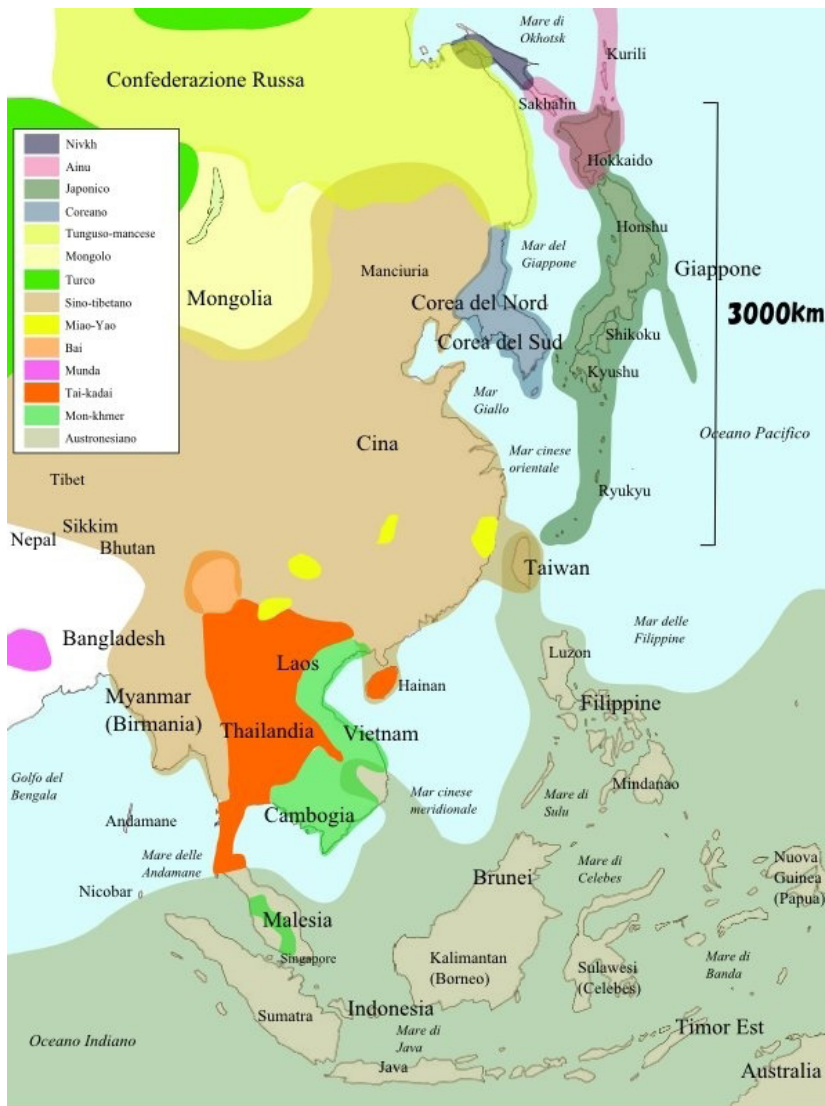 Mare di
Okhotsk
Kurili
Confederazione Russa
Sakhalin
Nivkh
Ainu
Japonico
Coreano
Tunguso-mancese
Mongolo
Turco
Sino-tibetano
Miao-Yao
Bai
Munda
Tai-kadai
Mon-khmer
Austronesiano
Hokkaido
Honshu
Mar del
Giappone
Giappone
Manciuria
Mongolia
Corea del Nord
3000km
Corea del Sud
Shikoku
Kyushu
Mar
Giallo
Cina
Mar cinese
orientale
Oceano Pacifico
Tibet
Ryukyu
Sikkim
Nepal
Bhutan
Taiwan
Mar delle
Filippine
Bangladesh
Laos
Luzon
Hainan
Myanmar
(Birmania)
Filippine
Thailandia
Vietnam
Golfo del
Bengala
Mindanao
Mar cinese
meridionale
Mare di
Sulu
Andamane
Cambogia
Mare delle
Andamane
Nicobar
Brunei
Mare di
Celebes
Nuova
Guinea
(Papua)
Malesia
Singapore
Kalimantan
(Borneo)
Sulawesi
(Celebes)
Mare di
Banda
Sumatra
Indonesia
Timor Est
Oceano Indiano
Mare di
Java
Java
Australia